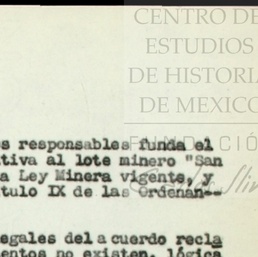 CENTRO DE
ESTUDIOS
DE HISTORIA
DE MEXICO
FUNDACIÓN
s responsables funda el
tiva al lote minero "San
a Ley Minera vigente, y
tulo IX de las Ordenan--
egales del acuerdo recla
entos no existen, lógica